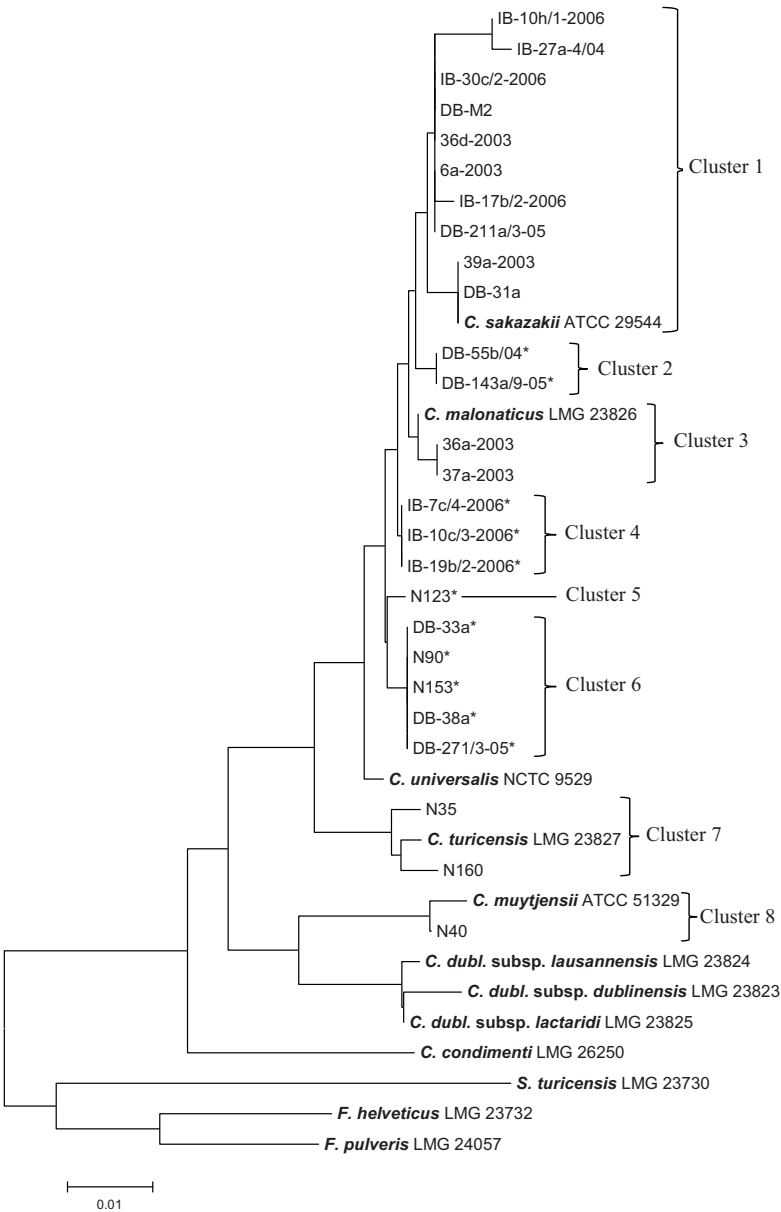 IB-10h/1-2006
IB-27a-4/04
IB-30c/2-2006
DB-M2
36d-2003
6a-2003
Cluster 1
IB-17b/2-2006
DB-211a/3-05
39a-2003
DB-31a
C. sakazakii ATCC 29544
DB-55b/04*
Cluster 2
DB-143a/9-05*
C. malonaticus LMG 23826
36a-2003
Cluster 3
37a-2003
IB-7c/4-2006*
IB-10c/3-2006*
Cluster 4
IB-19b/2-2006*
N123*
Cluster 5
DB-33a*
N90*
N153*
Cluster 6
DB-38a*
DB-271/3-05*
C. universalis NCTC 9529
N35
C. turicensis LMG 23827
Cluster 7
N160
C. muytjensii ATCC 51329
Cluster 8
N40
C. dubl. subsp. lausannensis LMG 23824
C. dubl. subsp. dublinensis LMG 23823
C. dubl. subsp. lactaridi LMG 23825
C. condimenti LMG 26250
S. turicensis LMG 23730
F. helveticus LMG 23732
F. pulveris LMG 24057
0.01